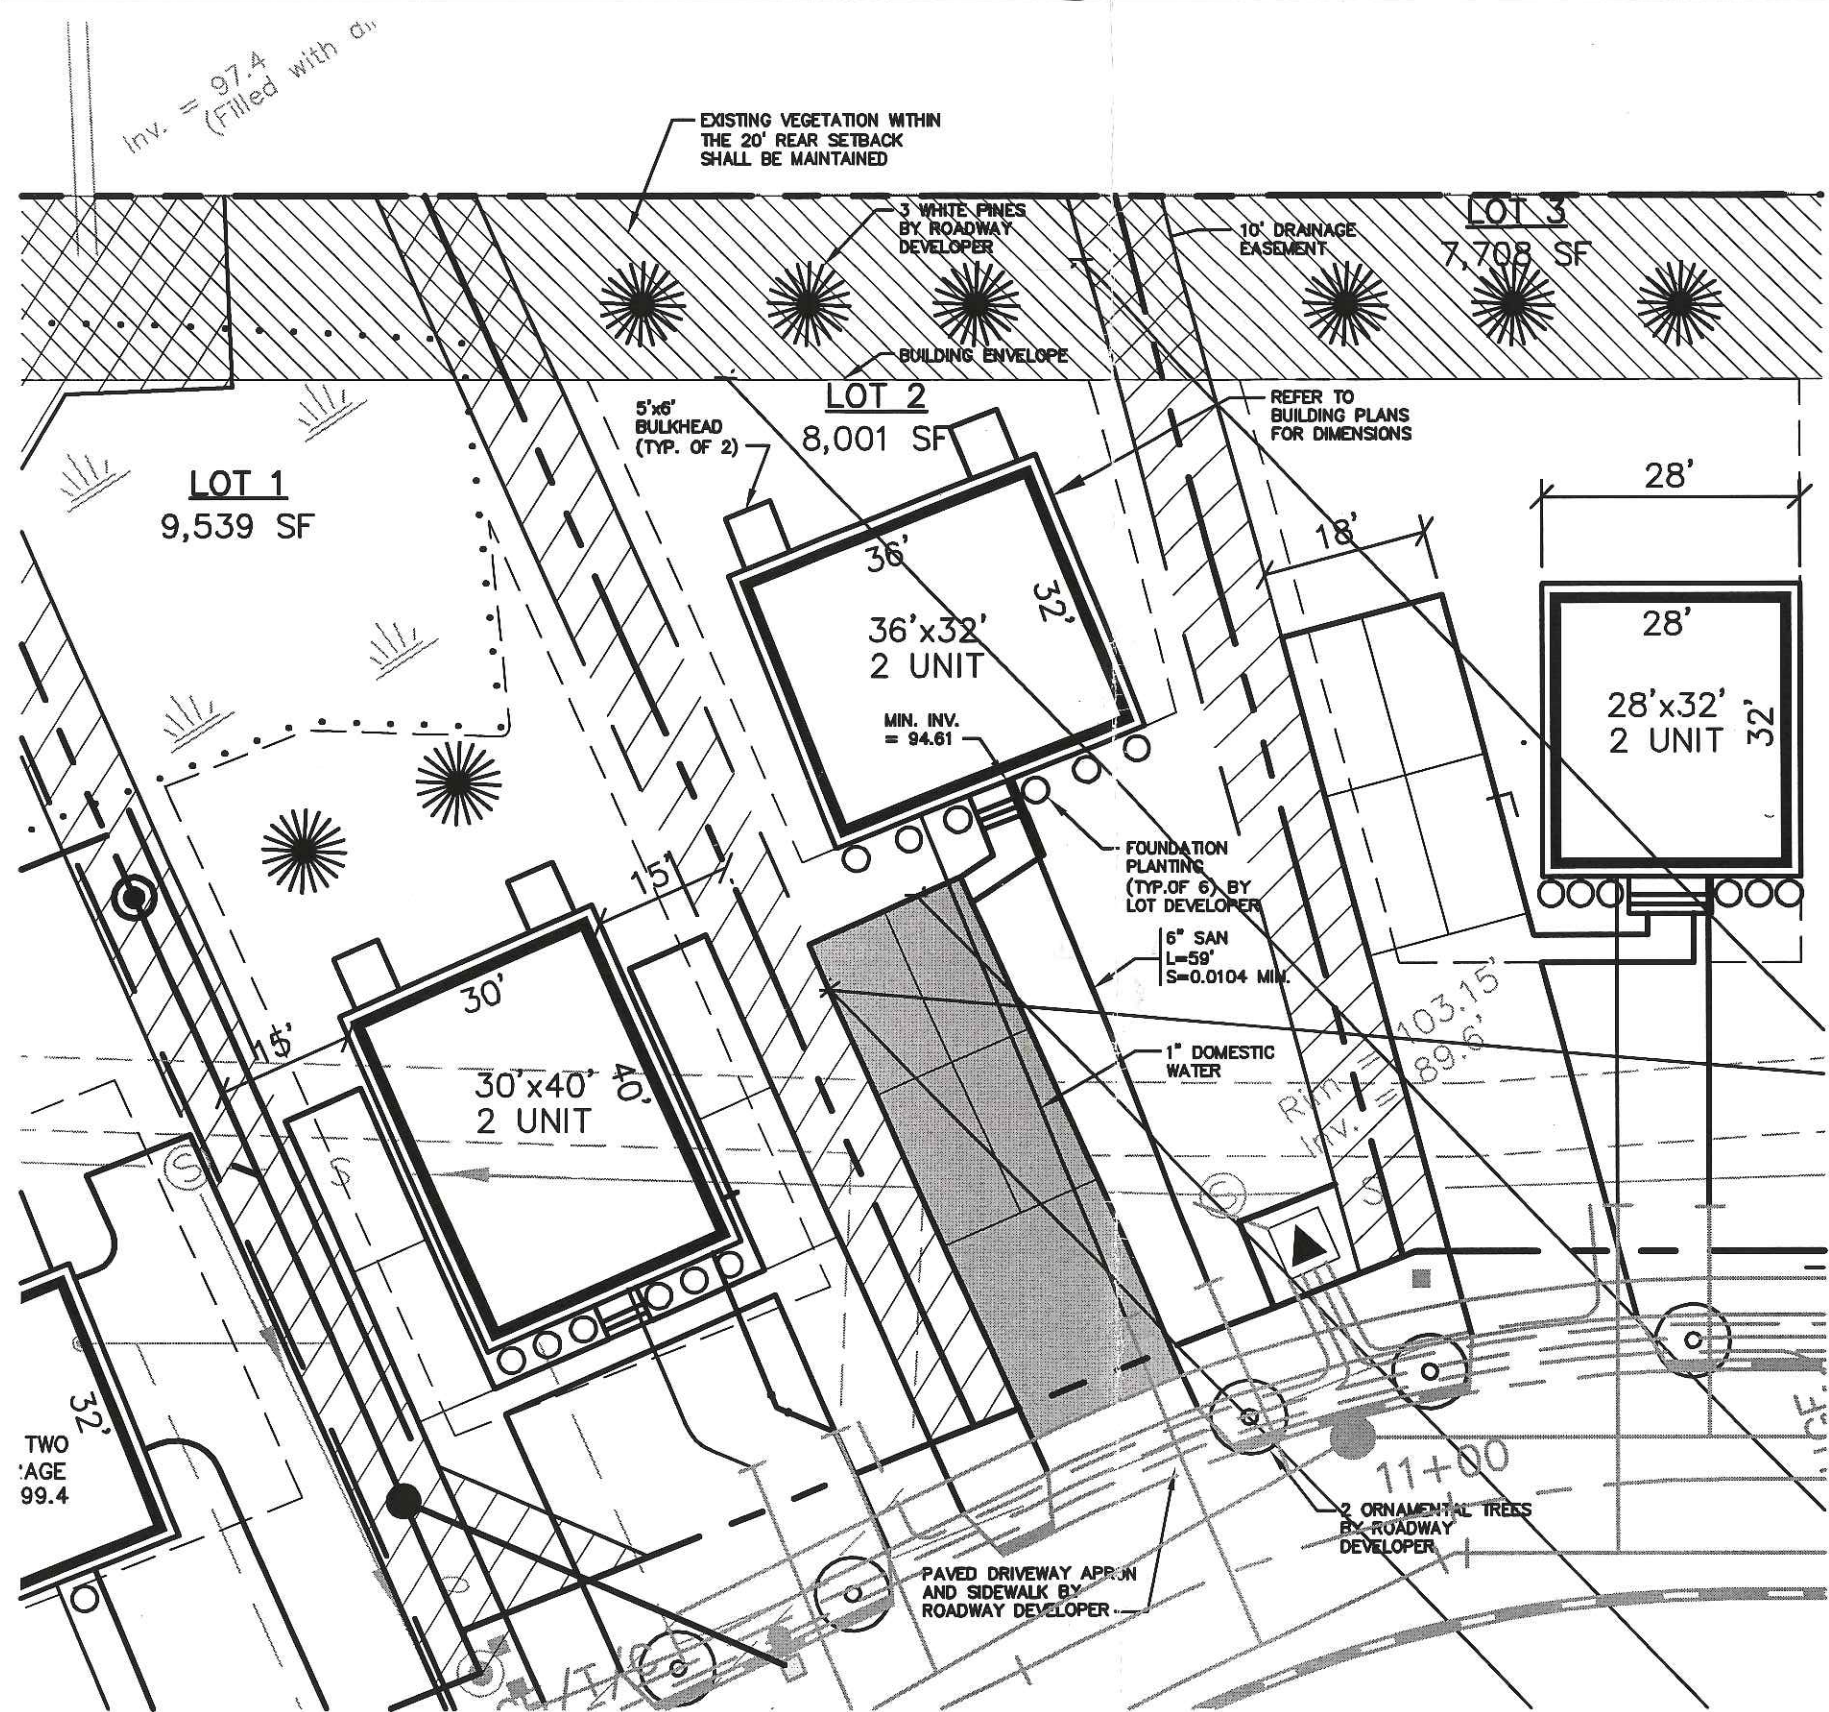 Inv. = 97.4
(Filled with
EXISTING VEGETATION WITHIN
THE 20' REAR SETBACK
SHALL BE MAINTAINED
3 WHITE PINES
BY ROADWAY
DEVELOPER
10' DRAINAGE
EASEMENT
LOT 3
7,708 SF
BUILDING ENVELOPE
LOT 2
8,001 SF
5'x6'
BULKHEAD
(TYP. OF 2)
REFER TO
BUILDING PLANS
FOR DIMENSIONS
LOT 1
9,539 SF
28'
18'
36'
32'
36'x32'
2 UNIT
28'
28'x32'
2 UNIT
32'
MIN. INV.
= 94.61
FOUNDATION
PLANTING
(TYP.OF 6) BY
LOT DEVELOPER
15'
6" SAN
L=59'
S=0.0104 MIN.
30'
15'
40'
30'x40'
2 UNIT
Rim = 103.15'
Inv. = 89.6'
1" DOMESTIC
WATER
S
S
S
S
32'
TWO
AGE
99.4
11+00
2 ORNAMENTAL TREES
BY ROADWAY
DEVELOPER
PAVED DRIVEWAY APRON
AND SIDEWALK BY
ROADWAY DEVELOPER
D